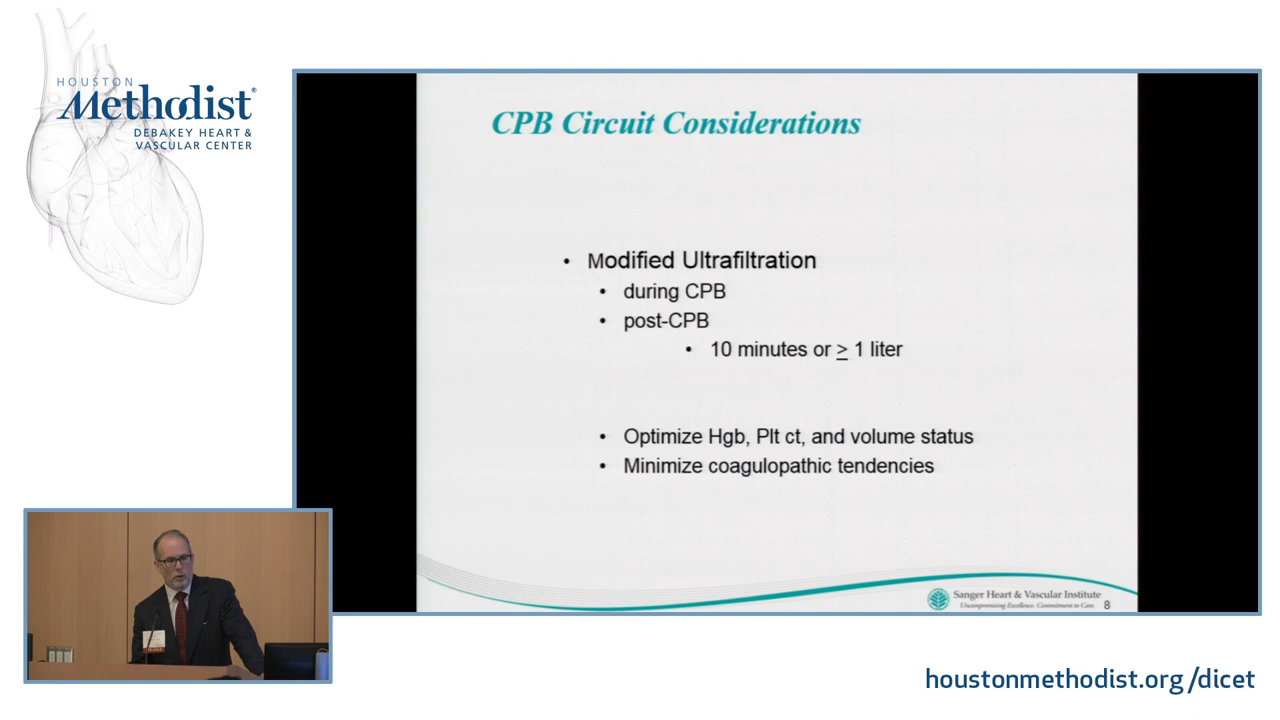 HOUSTON
Methodist®
DEBAKEY HEART &
VASCULAR CENTER
CPB Circuit Considerations
• Modified Ultrafiltration
• during CPB
• post-CPB
• 10 minutes or ≥ 1 liter
• Optimize Hgb, Plt ct, and volume status
• Minimize coagulopathic tendencies
Sanger Heart & Vascular Institute
Uncompromising Excellence. Commitment to Care.
8
houstonmethodist.org/dicet